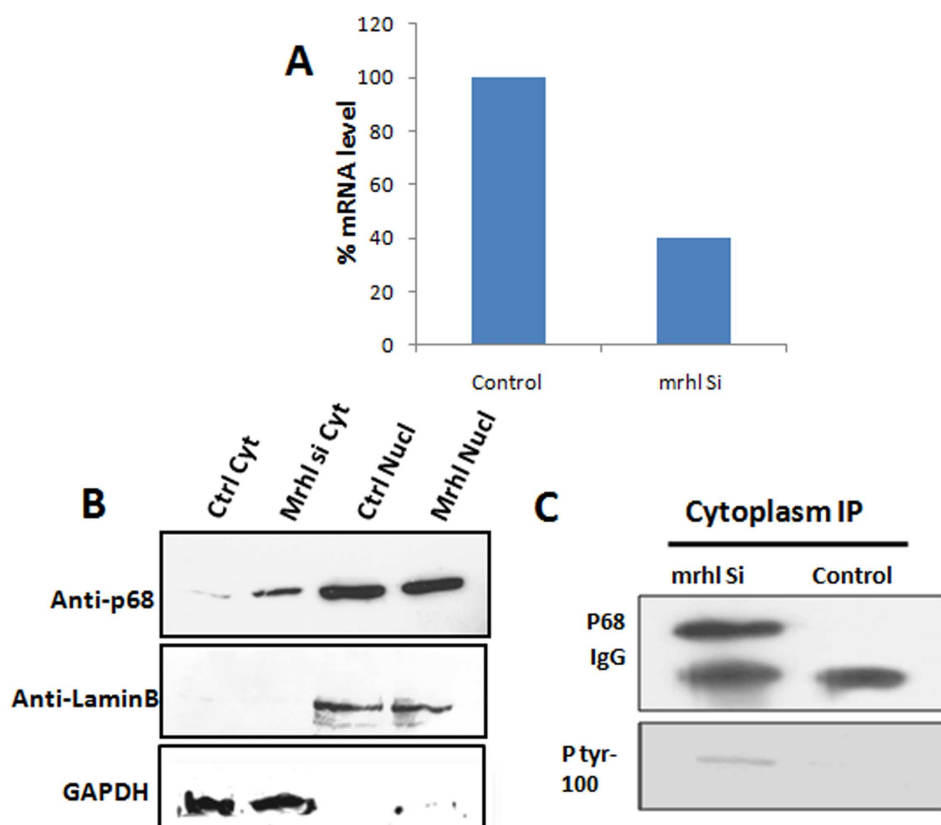 A
% mRNA level
120
100
80
60
40
20
0
Control
mrhl Si
B
Ctrl Cyt
Mrhl si Cyt
Ctrl Nucl
Mrhl Nucl
Anti-p68
Anti-LaminB
GAPDH
C
Cytoplasm IP
mrhl Si
Control
P68
IgG
P tyr-
100